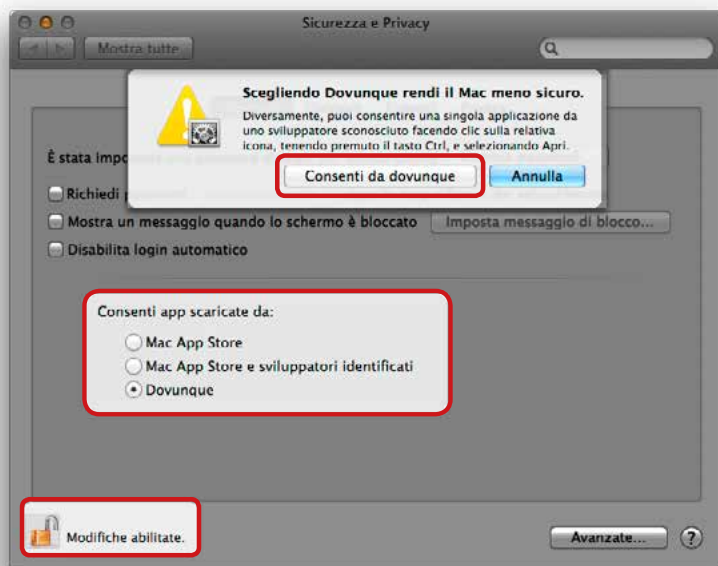 Sicurezza e Privacy
Mostra tutte
Scegliendo Dovunque rendi il Mac meno sicuro.
Diversamente, puoi consentire una singola applicazione da
uno sviluppatore sconosciuto facendo clic sulla relativa
icona, tenendo premuto il tasto Ctrl, e selezionando Apri.
Consenti da dovunque
Annulla
È stata
Richiedi
Mostra un messaggio quando lo schermo è bloccato
Imposta messaggio di blocco...
Disabilita login automatico
Consenti app scaricate da:
Mac App Store
Mac App Store e sviluppatori identificati
Dovunque
Modifiche abilitate.
Avanzate...
?